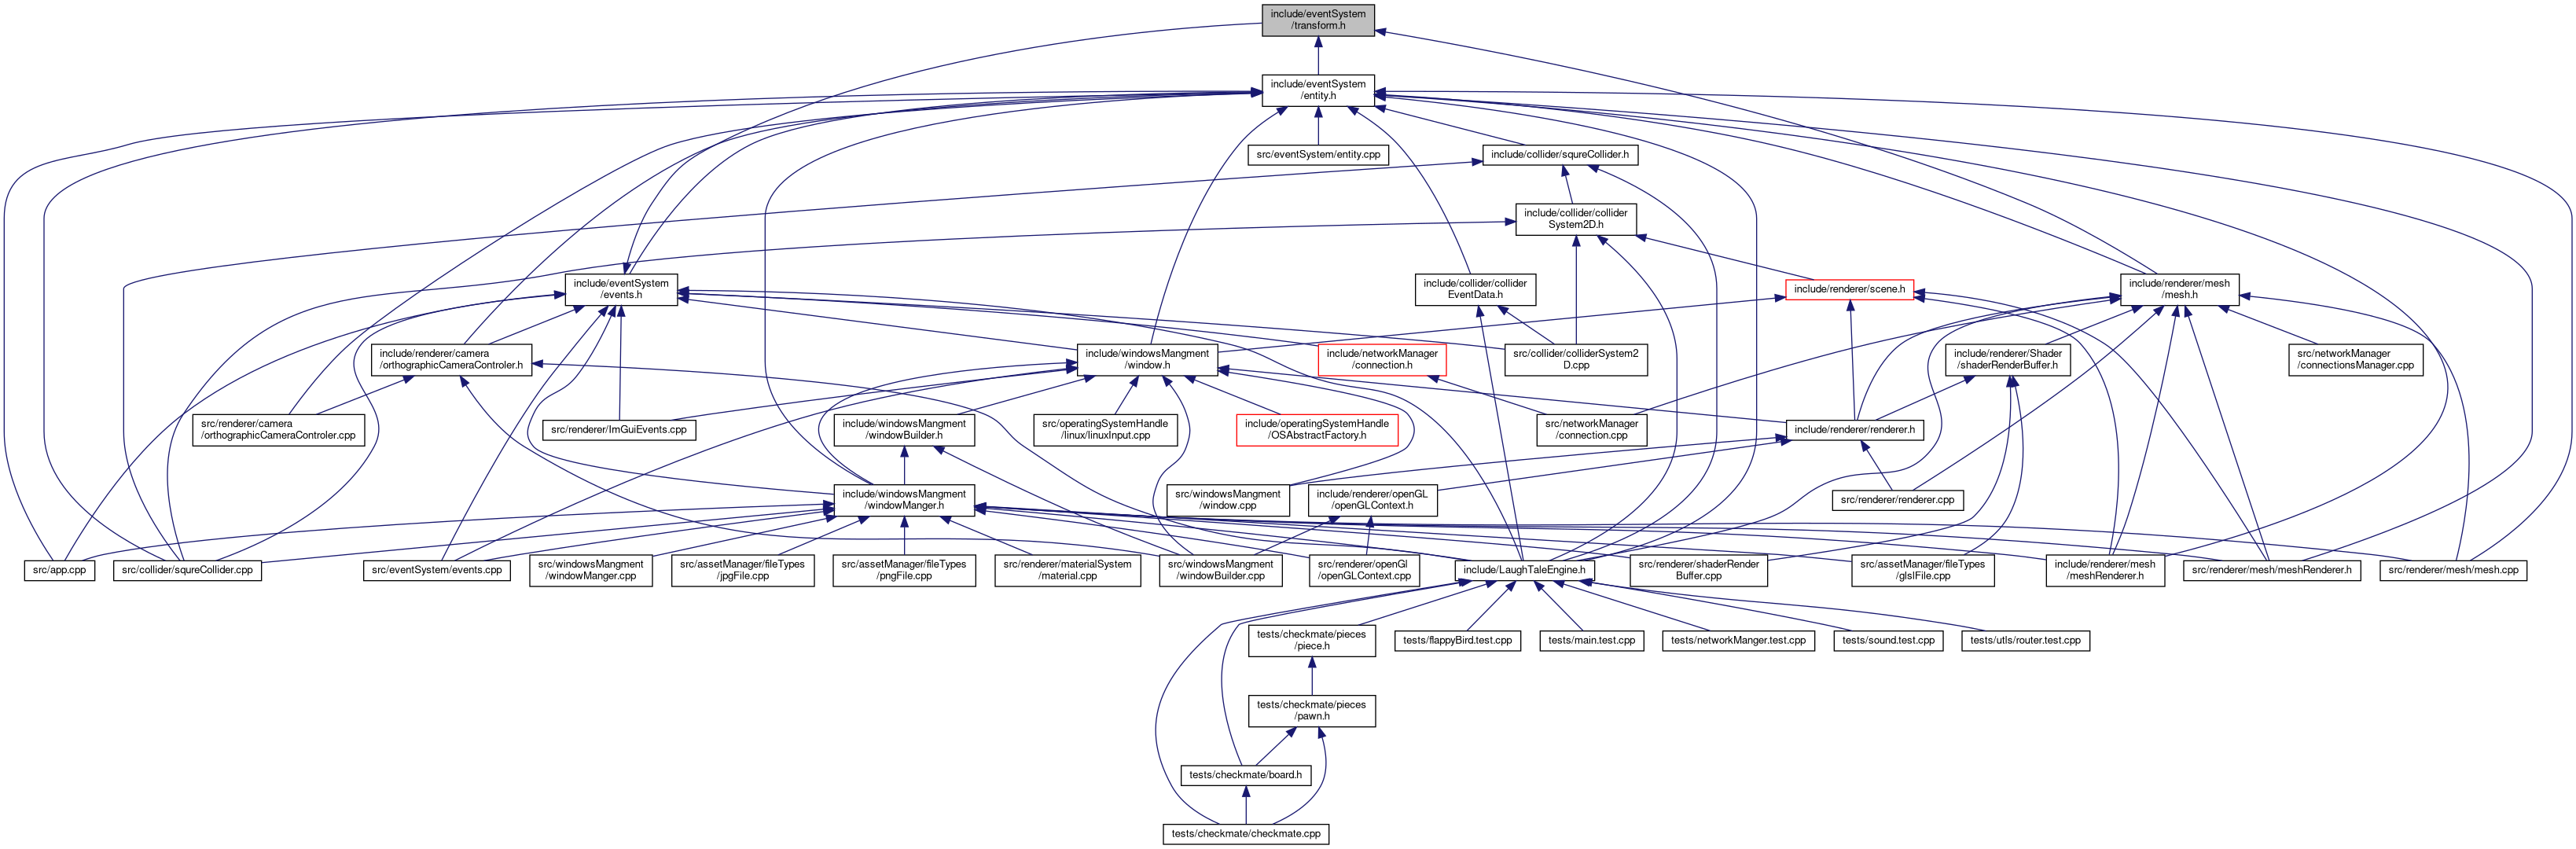 include/eventSystem
/transform.h
include/eventSystem
/entity.h
src/eventSystem/entity.cpp
include/collider/squreCollider.h
include/collider/collider
System2D.h
include/eventSystem
/events.h
include/collider/collider
EventData.h
include/renderer/scene.h
include/renderer/mesh
/mesh.h
include/renderer/camera
/orthographicCameraControler.h
include/windowsMangment
/window.h
include/networkManager
/connection.h
src/collider/colliderSystem2
D.cpp
include/renderer/Shader
/shaderRenderBuffer.h
src/networkManager
/connectionsManager.cpp
src/renderer/camera
/orthographicCameraControler.cpp
src/renderer/ImGuiEvents.cpp
include/windowsMangment
/windowBuilder.h
src/operatingSystemHandle
/linux/linuxInput.cpp
include/operatingSystemHandle
/OSAbstractFactory.h
src/networkManager
/connection.cpp
include/renderer/renderer.h
include/windowsMangment
/windowManger.h
src/windowsMangment
/window.cpp
include/renderer/openGL
/openGLContext.h
src/renderer/renderer.cpp
src/app.cpp
src/collider/squreCollider.cpp
src/eventSystem/events.cpp
src/windowsMangment
/windowManger.cpp
src/assetManager/fileTypes
/jpgFile.cpp
src/assetManager/fileTypes
/pngFile.cpp
src/renderer/materialSystem
/material.cpp
src/windowsMangment
/windowBuilder.cpp
src/renderer/openGl
/openGLContext.cpp
include/LaughTaleEngine.h
src/renderer/shaderRender
Buffer.cpp
src/assetManager/fileTypes
/glslFile.cpp
include/renderer/mesh
/meshRenderer.h
src/renderer/mesh/meshRenderer.h
src/renderer/mesh/mesh.cpp
tests/checkmate/pieces
/piece.h
tests/flappyBird.test.cpp
tests/main.test.cpp
tests/networkManger.test.cpp
tests/sound.test.cpp
tests/utls/router.test.cpp
tests/checkmate/pieces
/pawn.h
tests/checkmate/board.h
tests/checkmate/checkmate.cpp